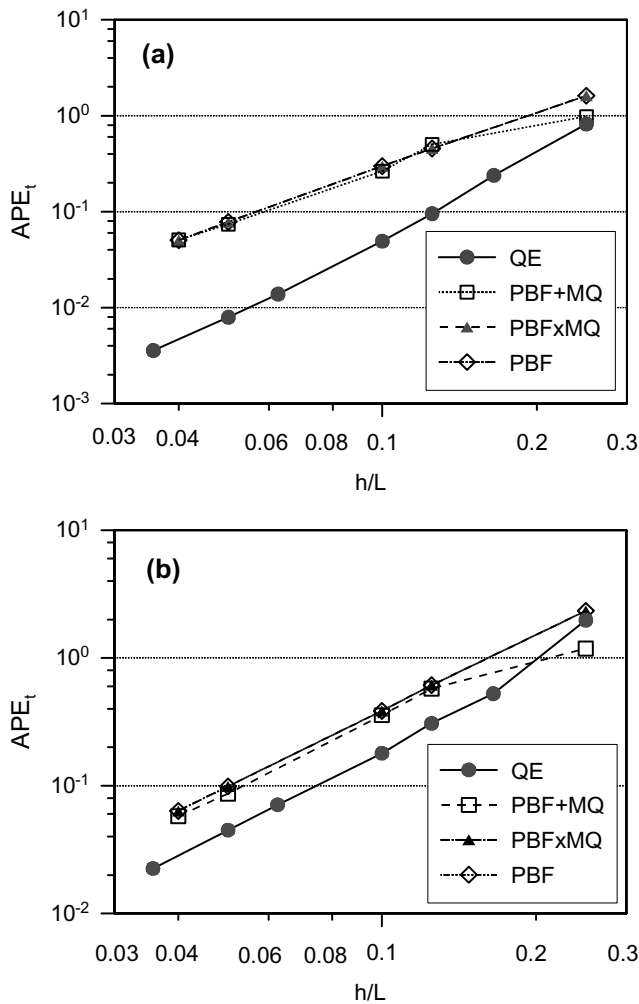 10¹
(a)
10⁰
APEₜ
10⁻¹
QE
PBF+MQ
10⁻²
PBFxMQ
PBF
10⁻³
0.03 0.04 0.06 0.08 0.1 0.2 0.3
h/L
10¹
(b)
10⁰
APEₜ
QE
10⁻¹
PBF+MQ
PBFxMQ
PBF
10⁻²
0.03 0.04 0.06 0.08 0.1 0.2 0.3
h/L